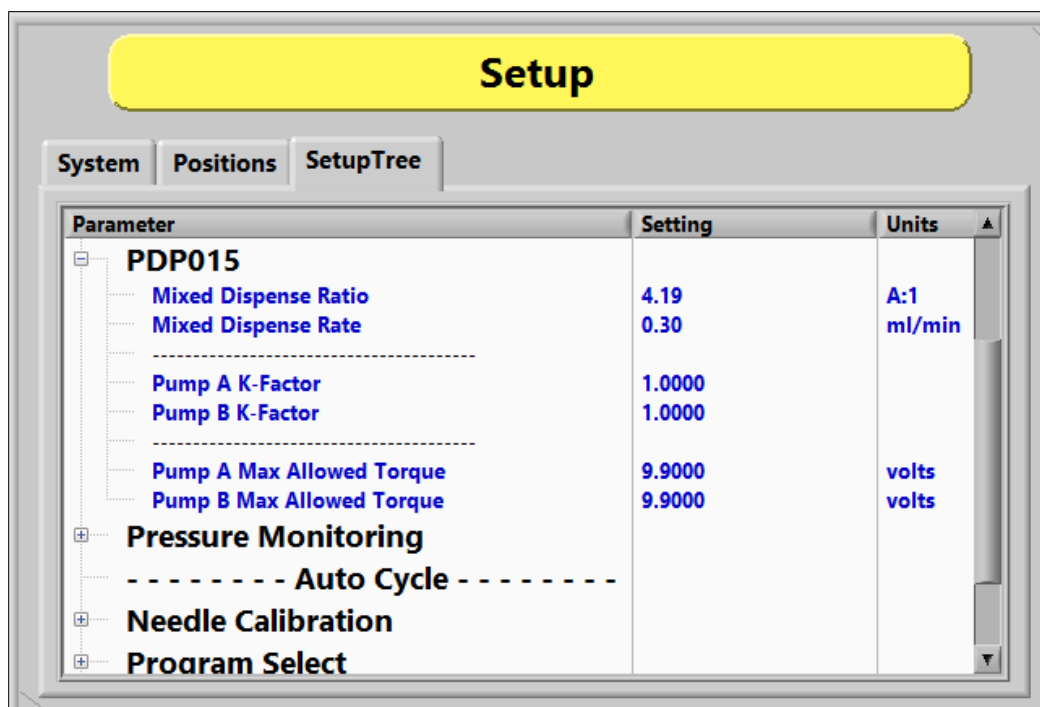 Setup
System Positions SetupTree
Parameter Setting Units
PDP015
Mixed Dispense Ratio 4.19 A:1
Mixed Dispense Rate 0.30 ml/min
----------------------------------------
Pump A K-Factor 1.0000
Pump B K-Factor 1.0000
----------------------------------------
Pump A Max Allowed Torque 9.9000 volts
Pump B Max Allowed Torque 9.9000 volts
Pressure Monitoring
- - - - - - - - Auto Cycle - - - - - - - -
Needle Calibration
Program Select